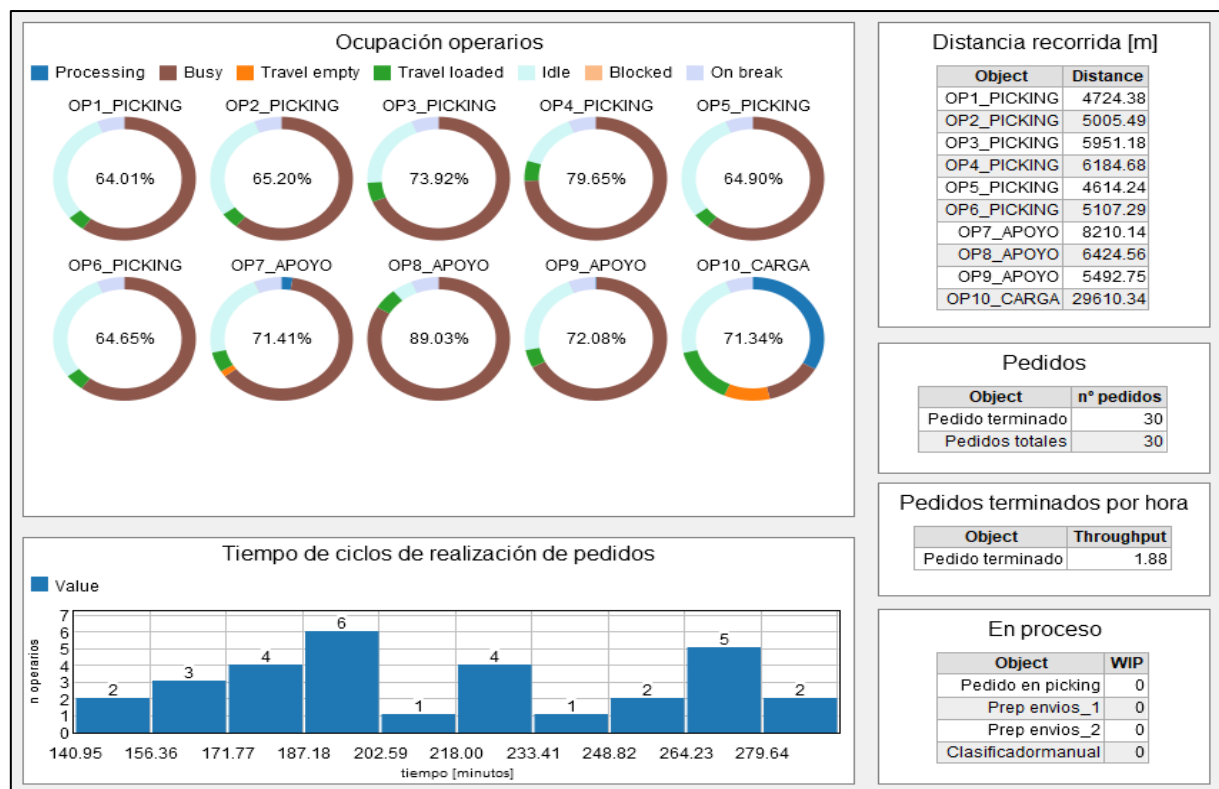 Ocupación operarios
Processing Busy Travel empty Travel loaded Idle Blocked On break
OP1_PICKING OP2_PICKING OP3_PICKING OP4_PICKING OP5_PICKING
64.01% 65.20% 73.92% 79.65% 64.90%
OP6_PICKING OP7_APOYO OP8_APOYO OP9_APOYO OP10_CARGA
64.65% 71.41% 89.03% 72.08% 71.34%
Tiempo de ciclos de realización de pedidos
Value
n operarios
7
6
5
4
3
2
1
0
2 3 4 6 1 4 1 2 5 2
140.95 156.36 171.77 187.18 202.59 218.00 233.41 248.82 264.23 279.64
tiempo [minutos]
Distancia recorrida [m]
Object Distance
OP1_PICKING 4724.38
OP2_PICKING 5005.49
OP3_PICKING 5951.18
OP4_PICKING 6184.68
OP5_PICKING 4614.24
OP6_PICKING 5107.29
OP7_APOYO 8210.14
OP8_APOYO 6424.56
OP9_APOYO 5492.75
OP10_CARGA 29610.34
Pedidos
Object nº pedidos
Pedido terminado 30
Pedidos totales 30
Pedidos terminados por hora
Object Throughput
Pedido terminado 1.88
En proceso
Object WIP
Pedido en picking 0
Prep envios_1 0
Prep envios_2 0
Clasificadormanual 0